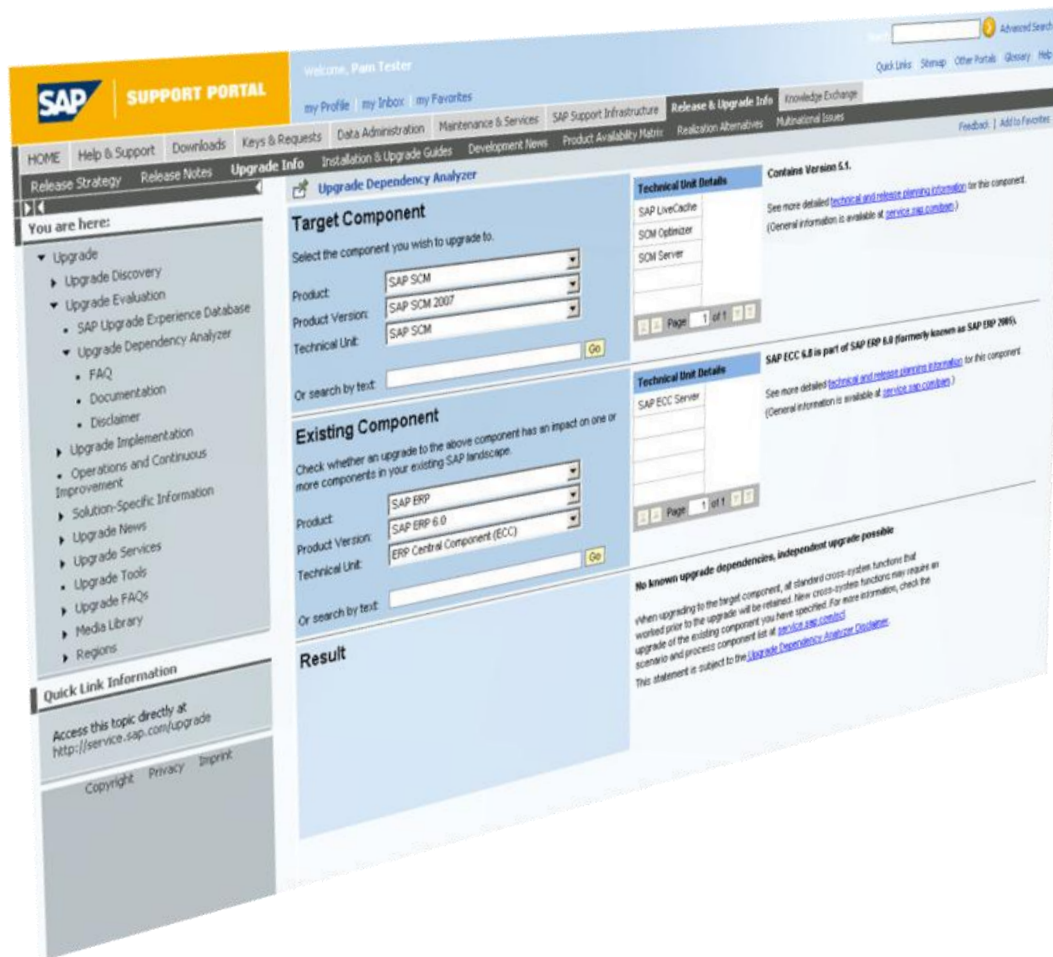 SAP
SUPPORT PORTAL
Welcome, Pam Tester
my Profile | my Inbox | my Favorites
Advanced Search
Quick Links Sitemap Other Portals Glossary Help
HOME Help & Support Downloads Keys & Requests Data Administration Maintenance & Services SAP Support Infrastructure Release & Upgrade Info Knowledge Exchange
Release Strategy Release Notes Upgrade Info Installation & Upgrade Guides Development News Product Availability Matrix Realization Alternatives Multinational Issues
Feedback | Add to Favorites
You are here:
Upgrade
Upgrade Discovery
Upgrade Evaluation
SAP Upgrade Experience Database
Upgrade Dependency Analyzer
FAQ
Documentation
Disclaimer
Upgrade Implementation
Operations and Continuous
Improvement
Solution-Specific Information
Upgrade News
Upgrade Services
Upgrade Tools
Upgrade FAQs
Media Library
Regions
Quick Link Information
Access this topic directly at
http://service.sap.com/upgrade
Copyright Privacy Imprint
Upgrade Dependency Analyzer
Target Component
Select the component you wish to upgrade to.
Product: SAP SCM
Product Version: SAP SCM 2007
Technical Unit: SAP SCM
Or search by text: Go
Technical Unit Details
SAP LiveCache
SCM Optimizer
SCM Server
Page 1 of 1
Contains Version 5.1.
See more detailed technical and release planning information for this component.
(General information is available at service.sap.com/pam.)
Existing Component
Check whether an upgrade to the above component has an impact on one or
more components in your existing SAP landscape.
Product: SAP ERP
Product Version: SAP ERP 6.0
Technical Unit: ERP Central Component (ECC)
Or search by text: Go
Technical Unit Details
SAP ECC Server
Page 1 of 1
SAP ECC 6.0 is part of SAP ERP 6.0 (formerly known as SAP ERP 2005).
See more detailed technical and release planning information for this component.
(General information is available at service.sap.com/pam.)
Result
No known upgrade dependencies, independent upgrade possible
When upgrading to the target component, all standard cross-system functions that
worked prior to the upgrade will be retained. New cross-system functions may require an
upgrade of the existing component you have specified. For more information, check the
scenario and process component list at service.sap.com/scl.
This statement is subject to the Upgrade Dependency Analyzer Disclaimer.